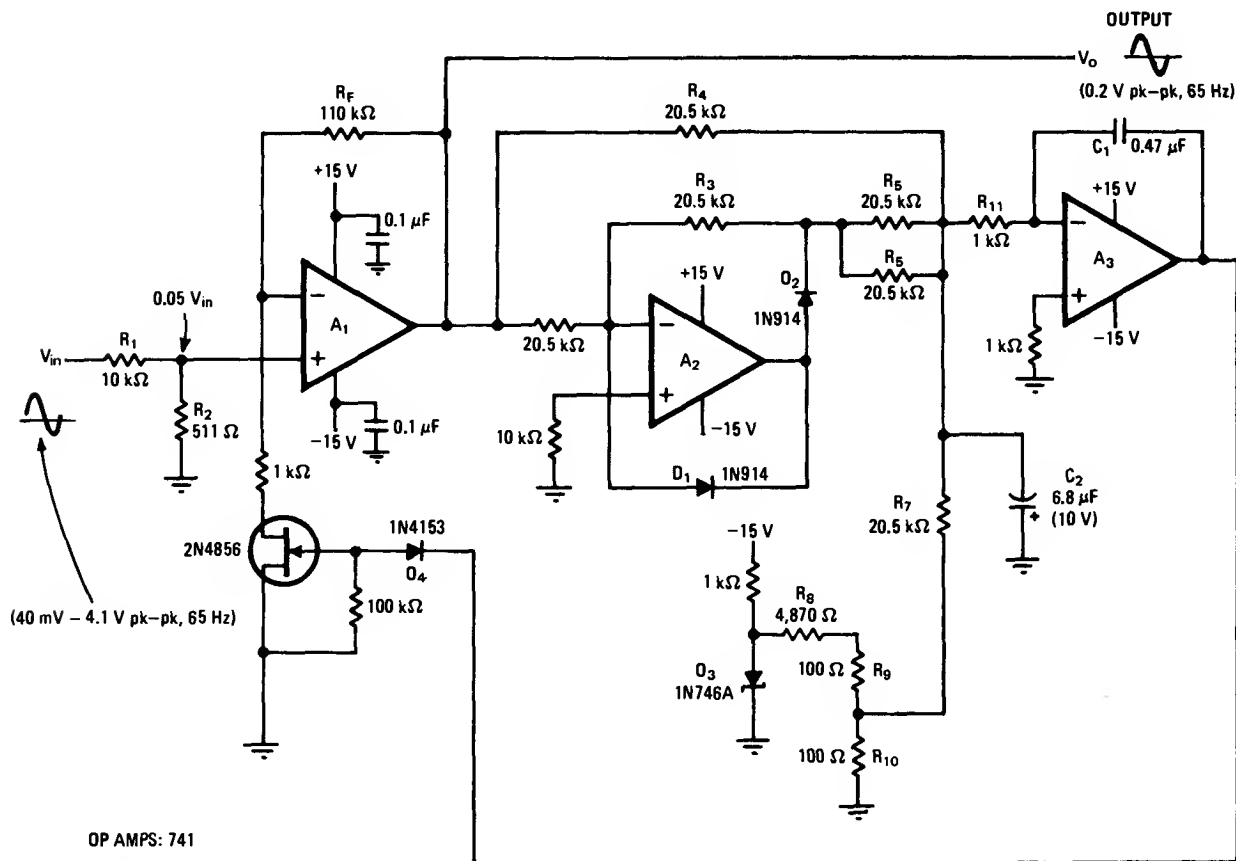 OUTPUT
Vo
(0.2 V pk–pk, 65 Hz)
RF
110 kΩ
R4
20.5 kΩ
+15 V
0.1 µF
C1
0.47 µF
R3
20.5 kΩ
R5
20.5 kΩ
R11
1 kΩ
+15 V
R5
20.5 kΩ
A3
–15 V
1 kΩ
0.05 Vin
A1
+15 V
O2
1N914
20.5 kΩ
A2
Vin
R1
10 kΩ
R2
511 Ω
–15 V
0.1 µF
10 kΩ
–15 V
D1
1N914
1 kΩ
C2
6.8 µF
(10 V)
R7
20.5 kΩ
–15 V
2N4856
1N4153
O4
1 kΩ
R8
4,870 Ω
100 kΩ
(40 mV – 4.1 V pk–pk, 65 Hz)
O3
1N746A
100 Ω
R9
100 Ω
R10
OP AMPS: 741